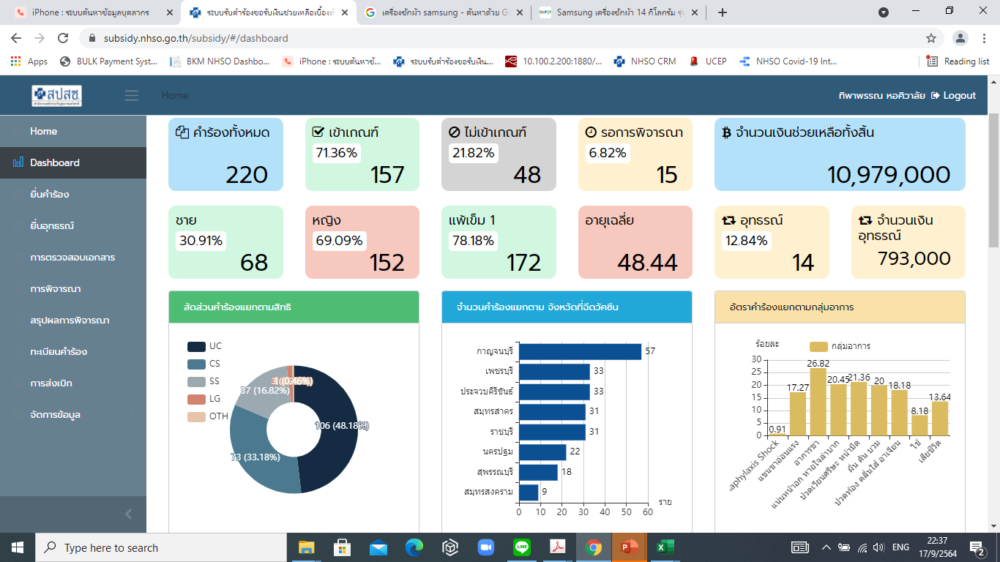 iPhone : ระบบค้นหาข้อมูลบุคลากร
ระบบรับคำร้องขอรับเงินช่วยเหลือเบื้องต้
เครื่องซักผ้า samsung - ค้นหาด้วย Go
Samsung เครื่องซักผ้า 14 กิโลกรัม รุ่
subsidy.nhso.go.th/subsidy/#/dashboard
Apps
BULK Payment Syst...
BKM NHSO Dashbo...
iPhone : ระบบค้นหาข้...
ระบบรับคำร้องขอรับเงิน...
10.100.2.200:1880/...
NHSO CRM
UCEP
NHSO Covid-19 Int...
Reading list
สปสช.
Home
ทิพาพรรณ หอศิวาลัย Logout
Home
Dashboard
ยื่นคำร้อง
ยื่นอุทธรณ์
การตรวจสอบเอกสาร
การพิจารณา
สรุปผลการพิจารณา
ทะเบียนคำร้อง
การส่งเบิก
จัดการข้อมูล
คำร้องทั้งหมด
220
เข้าเกณฑ์
71.36%
157
ไม่เข้าเกณฑ์
21.82%
48
รอการพิจารณา
6.82%
15
จำนวนเงินช่วยเหลือทั้งสิ้น
10,979,000
ชาย
30.91%
68
หญิง
69.09%
152
แพ้เข็ม 1
78.18%
172
อายุเฉลี่ย
48.44
อุทธรณ์
12.84%
14
จำนวนเงิน
อุทธรณ์
793,000
สัดส่วนคำร้องแยกตามสิทธิ
UC
CS
SS
LG
OTH
1 (0.46%)
37 (16.82%)
106 (48.18%)
73 (33.18%)
จำนวนคำร้องแยกตาม จังหวัดที่ฉีดวัคซีน
กาญจนบุรี 57
เพชรบุรี 33
ประจวบคีรีขันธ์ 33
สมุทรสาคร 31
ราชบุรี 31
นครปฐม 22
สุพรรณบุรี 18
สมุทรสงคราม 9
0 10 20 30 40 50 60
ราย
อัตราคำร้องแยกตามกลุ่มอาการ
ร้อยละ
กลุ่มอาการ
30
25
20
15
10
5
0
0.91
17.27
26.82
20.45
21.36
20
18.18
8.18
13.64
aphylaxis Shock
แขนขาอ่อนแรง
อาการชา
แน่นหน้าอก หายใจลำบาก
ปวดเวียนศรีษะ หน้ามืด
ผื่น คัน บวม
ปวดท้อง คลื่นใส้ อาเจียน
ไข้
เสียชีวิต
Type here to search
ENG
22:37
17/9/2564
2